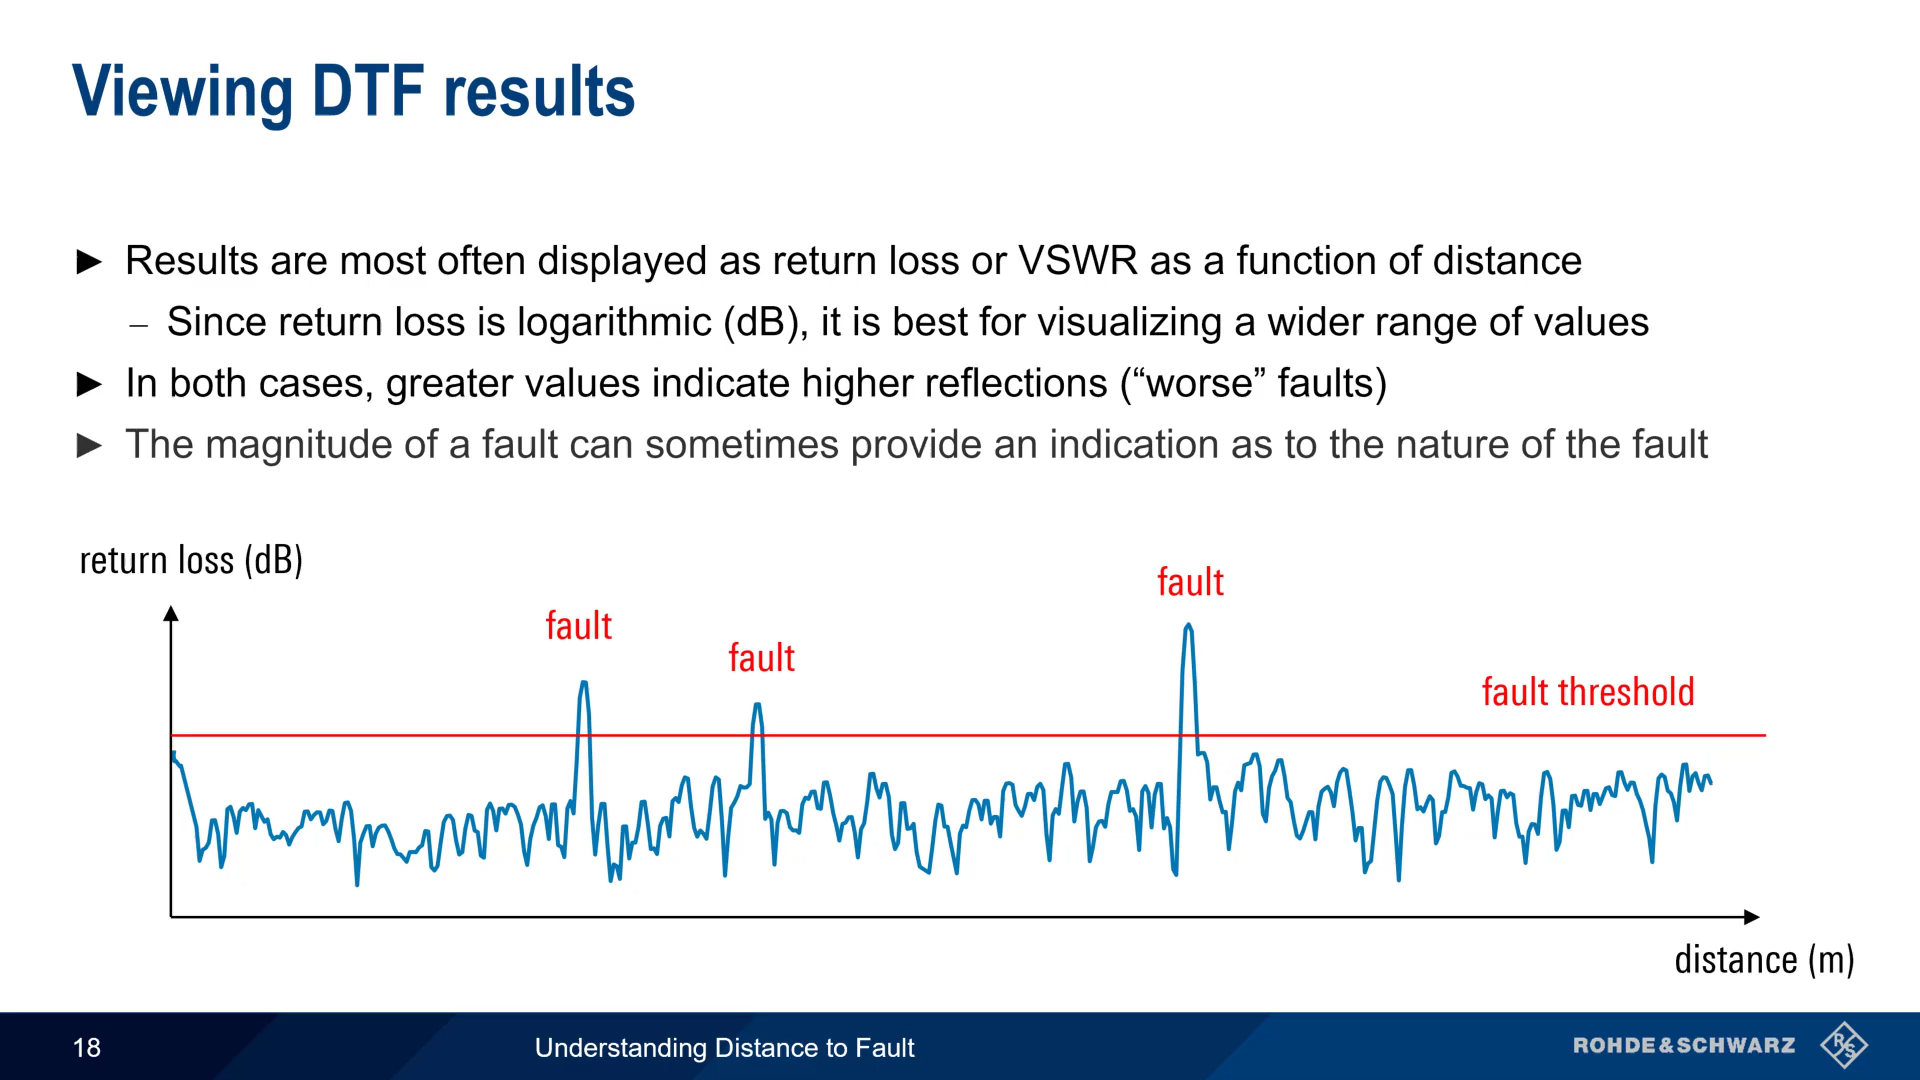 Viewing DTF results
► Results are most often displayed as return loss or VSWR as a function of distance
– Since return loss is logarithmic (dB), it is best for visualizing a wider range of values
► In both cases, greater values indicate higher reflections (“worse” faults)
► The magnitude of a fault can sometimes provide an indication as to the nature of the fault
return loss (dB)
fault
fault
fault
fault threshold
distance (m)
18
Understanding Distance to Fault
ROHDE&SCHWARZ
R&S